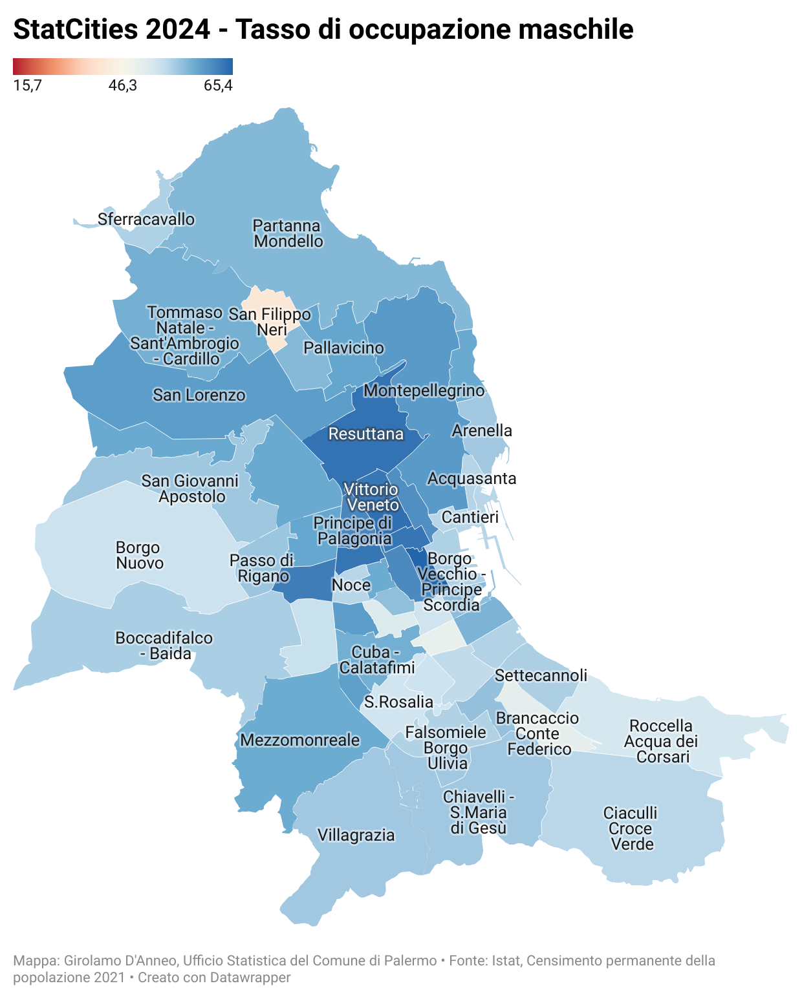 StatCities 2024 - Tasso di occupazione maschile
15,7
46,3
65,4
Sferracavallo
Partanna
Mondello
Tommaso
Natale -
Sant'Ambrogio
- Cardillo
San Filippo
Neri
Pallavicino
San Lorenzo
Montepellegrino
Resuttana
Arenella
San Giovanni
Apostolo
Vittorio
Veneto
Acquasanta
Principe di
Palagonia
Cantieri
Borgo
Nuovo
Passo di
Rigano
Noce
Borgo
Vecchio -
Principe
Scordia
Boccadifalco
- Baida
Cuba -
Calatafimi
Settecannoli
S.Rosalia
Mezzomonreale
Falsomiele
Borgo
Ulivia
Brancaccio
Conte
Federico
Roccella
Acqua dei
Corsari
Chiavelli -
S.Maria
di Gesù
Ciaculli
Croce
Verde
Villagrazia
Mappa: Girolamo D'Anneo, Ufficio Statistica del Comune di Palermo • Fonte: Istat, Censimento permanente della
popolazione 2021 • Creato con Datawrapper